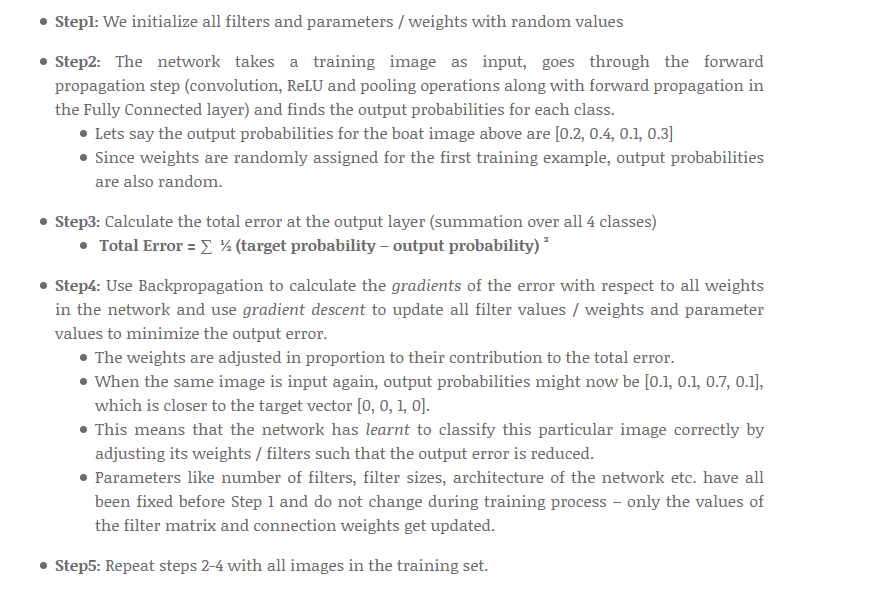 • Step1: We initialize all filters and parameters / weights with random values
• Step2: The network takes a training image as input, goes through the forward
propagation step (convolution, ReLU and pooling operations along with forward propagation in
the Fully Connected layer) and finds the output probabilities for each class.
• Lets say the output probabilities for the boat image above are [0.2, 0.4, 0.1, 0.3]
• Since weights are randomly assigned for the first training example, output probabilities
are also random.
• Step3: Calculate the total error at the output layer (summation over all 4 classes)
• Total Error = ∑ ½ (target probability – output probability) ²
• Step4: Use Backpropagation to calculate the gradients of the error with respect to all weights
in the network and use gradient descent to update all filter values / weights and parameter
values to minimize the output error.
• The weights are adjusted in proportion to their contribution to the total error.
• When the same image is input again, output probabilities might now be [0.1, 0.1, 0.7, 0.1],
which is closer to the target vector [0, 0, 1, 0].
• This means that the network has learnt to classify this particular image correctly by
adjusting its weights / filters such that the output error is reduced.
• Parameters like number of filters, filter sizes, architecture of the network etc. have all
been fixed before Step 1 and do not change during training process – only the values of
the filter matrix and connection weights get updated.
• Step5: Repeat steps 2-4 with all images in the training set.